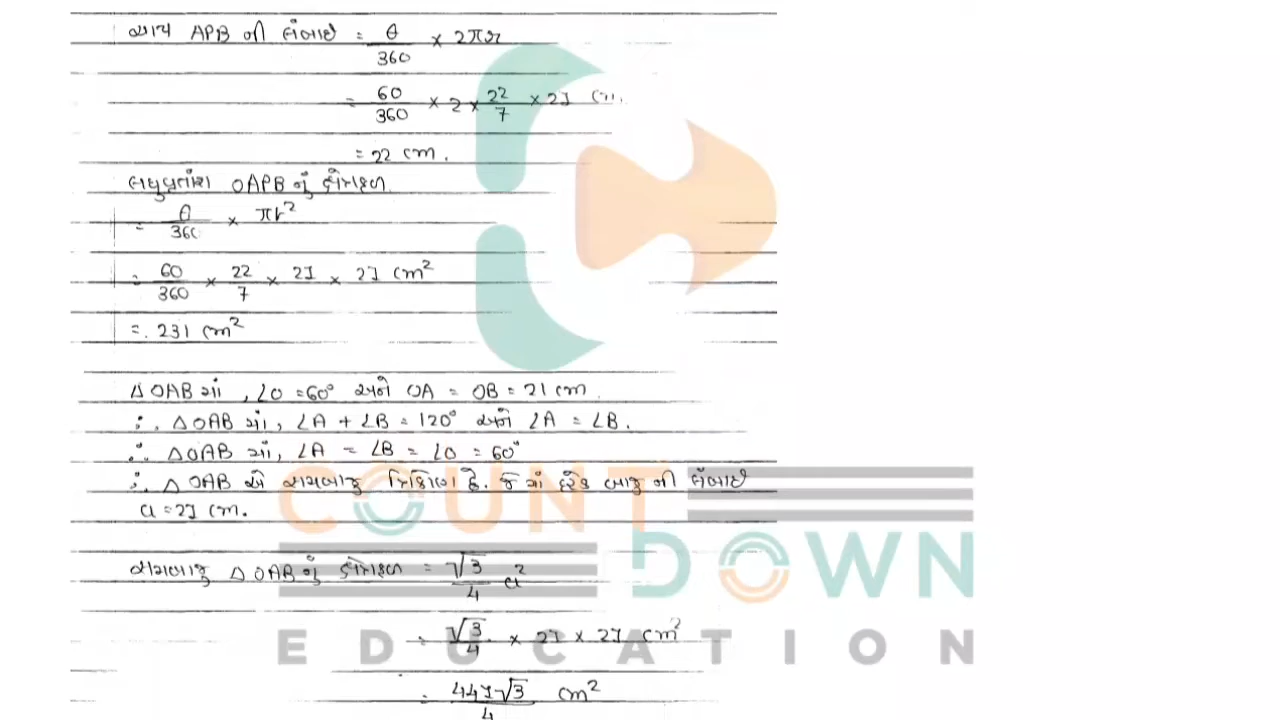 ચાપ APB ની લંબાઈ = θ/360 × 2πr
= 60/360 × 2 × 22/7 × 21 cm.
= 22 cm.
લઘુવૃતાંશ OAPB નું ક્ષેત્રફળ
= θ/360 × πr²
= 60/360 × 22/7 × 21 × 21 cm²
= 231 cm²
△OAB માં, ∠O = 60° અને OA = OB = 21 cm
∴ △OAB માં, ∠A + ∠B = 120° અને ∠A = ∠B.
∴ △OAB માં, ∠A = ∠B = ∠O = 60°
∴ △OAB એ સમબાજુ ત્રિકોણ છે. જેમાં દરેક બાજુ ની લંબાઈ
a = 21 cm.
સમબાજુ △OAB નું ક્ષેત્રફળ = √3/4 a²
= √3/4 × 21 × 21 cm²
= 441√3/4 cm²
COUNT
DOWN
EDUCATION